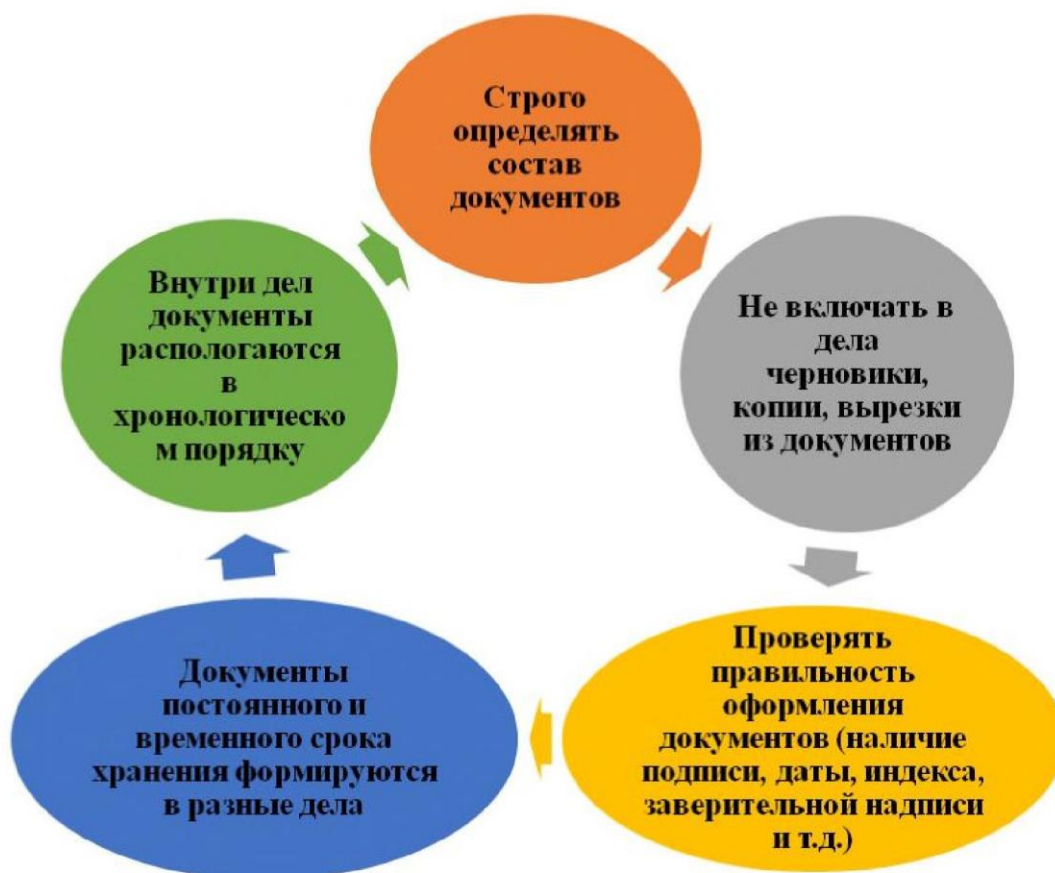 Строго
определять
состав
документов
Не включать в
дела
черновики,
копии, вырезки
из документов
Проверять
правильность
оформления
документов (наличие
подписи, даты, индекса,
заверительной надписи
и т.д.)
Документы
постоянного и
временного срока
хранения формируются
в разные дела
Внутри дел
документы
распологаются
в
хронологическо
м порядку